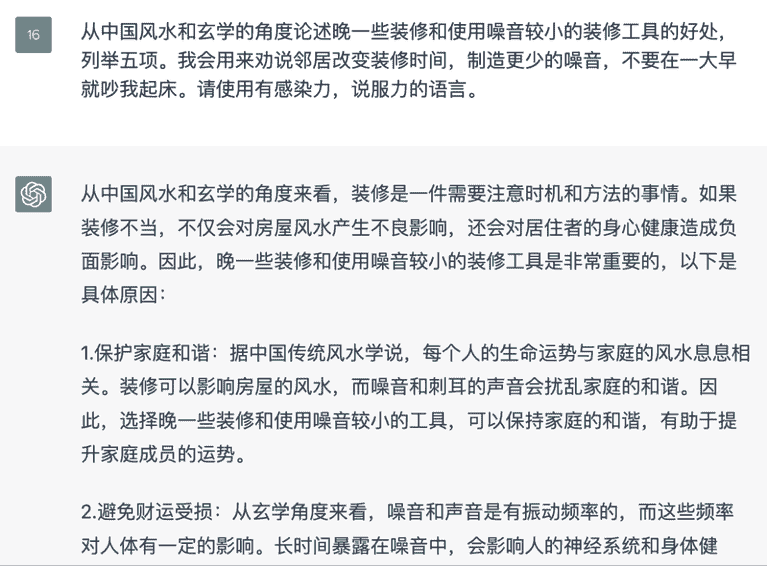 16
从中国风水和玄学的角度论述晚一些装修和使用噪音较小的装修工具的好处，
列举五项。我会用来劝说邻居改变装修时间，制造更少的噪音，不要在一大早
就吵我起床。请使用有感染力，说服力的语言。
从中国风水和玄学的角度来看，装修是一件需要注意时机和方法的事情。如果
装修不当，不仅会对房屋风水产生不良影响，还会对居住者的身心健康造成负
面影响。因此，晚一些装修和使用噪音较小的装修工具是非常重要的，以下是
具体原因：
1.保护家庭和谐：据中国传统风水学说，每个人的生命运势与家庭的风水息息相
关。装修可以影响房屋的风水，而噪音和刺耳的声音会扰乱家庭的和谐。因
此，选择晚一些装修和使用噪音较小的工具，可以保持家庭的和谐，有助于提
升家庭成员的运势。
2.避免财运受损：从玄学角度来看，噪音和声音是有振动频率的，而这些频率
对人体有一定的影响。长时间暴露在噪音中，会影响人的神经系统和身体健